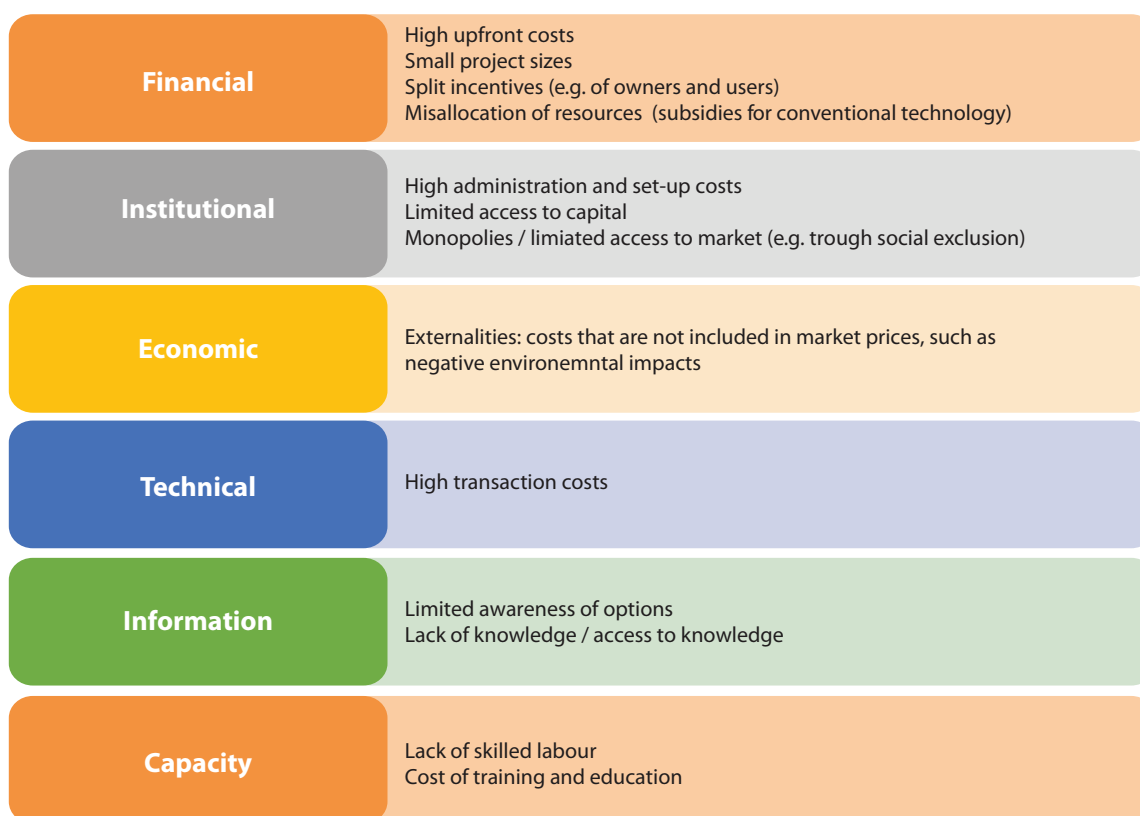 Financial
High upfront costs
Small project sizes
Split incentives (e.g. of owners and users)
Misallocation of resources (subsidies for conventional technology)
Institutional
High administration and set-up costs
Limited access to capital
Monopolies / limiated access to market (e.g. trough social exclusion)
Economic
Externalities: costs that are not included in market prices, such as
negative environemntal impacts
Technical
High transaction costs
Information
Limited awareness of options
Lack of knowledge / access to knowledge
Capacity
Lack of skilled labour
Cost of training and education